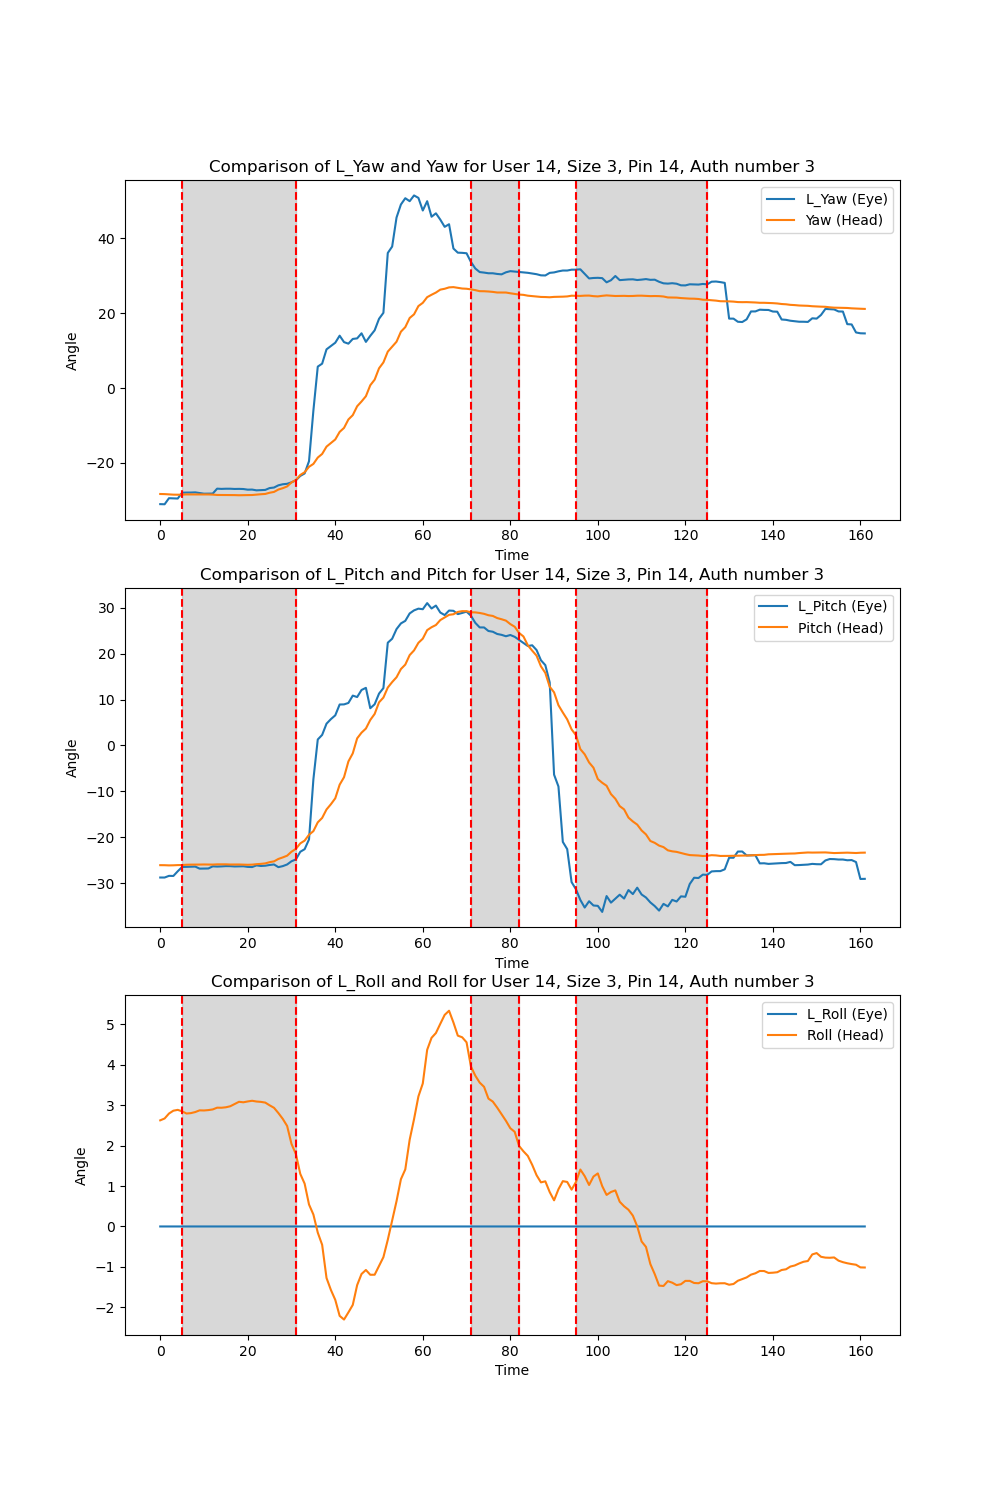 Comparison of L_Yaw and Yaw for User 14, Size 3, Pin 14, Auth number 3
L_Yaw (Eye)
Yaw (Head)
40
20
0
−20
Angle
0 20 40 60 80 100 120 140 160
Time
Comparison of L_Pitch and Pitch for User 14, Size 3, Pin 14, Auth number 3
L_Pitch (Eye)
Pitch (Head)
30
20
10
0
−10
−20
−30
Angle
0 20 40 60 80 100 120 140 160
Time
Comparison of L_Roll and Roll for User 14, Size 3, Pin 14, Auth number 3
L_Roll (Eye)
Roll (Head)
5
4
3
2
1
0
−1
−2
Angle
0 20 40 60 80 100 120 140 160
Time